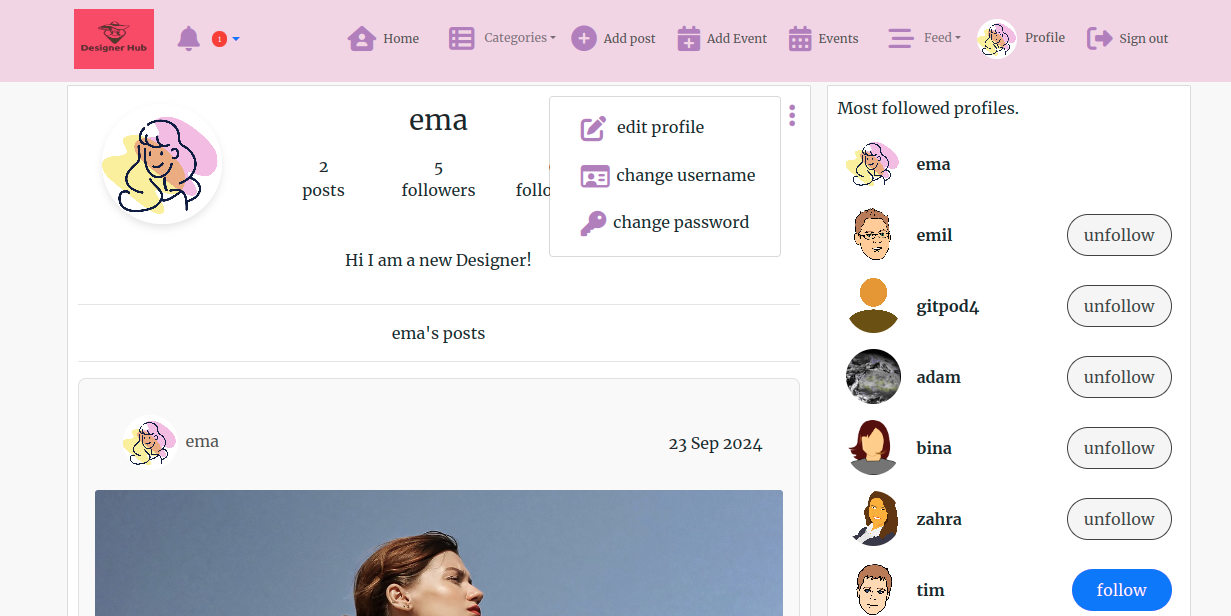 Designer Hub
1
Home
Categories
Add post
Add Event
Events
Feed
Profile
Sign out
ema
2
posts
5
followers
follo
edit profile
change username
change password
Hi I am a new Designer!
ema's posts
ema
23 Sep 2024
Most followed profiles.
ema
emil
unfollow
gitpod4
unfollow
adam
unfollow
bina
unfollow
zahra
unfollow
tim
follow